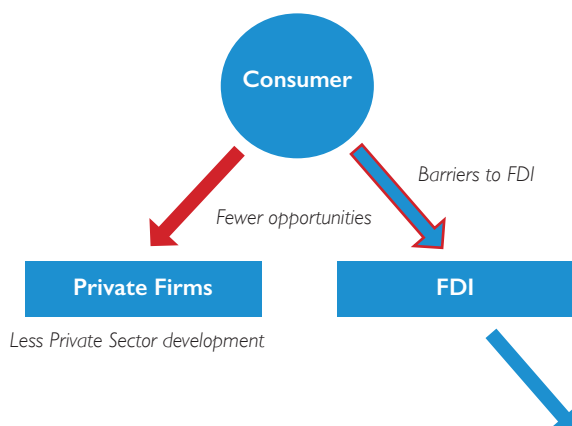 Consumer
Barriers to FDI
Fewer opportunities
Private Firms
FDI
Less Private Sector development